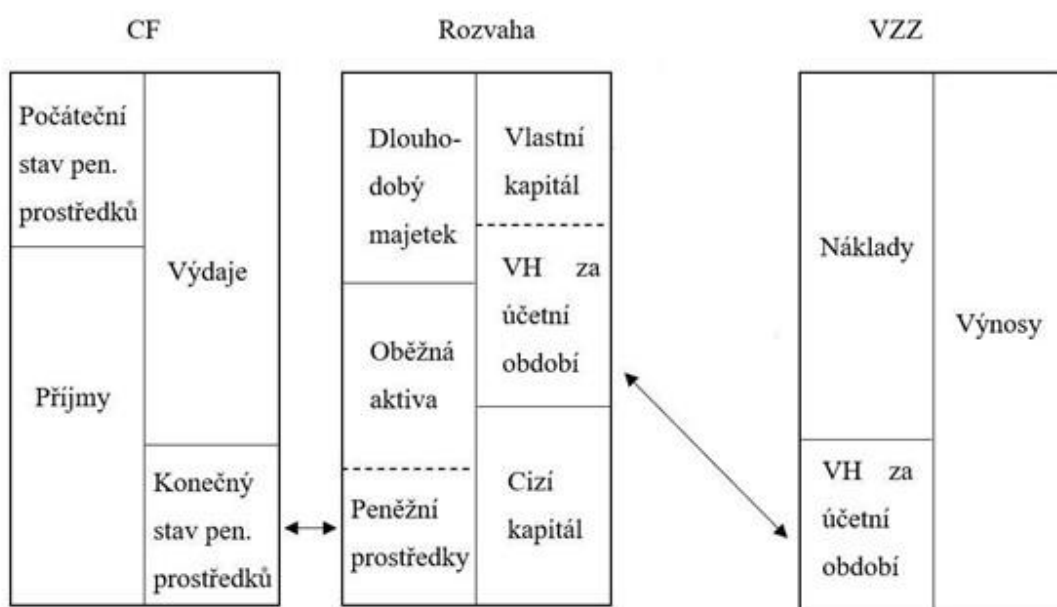 CF
Rozvaha
VZZ
Počáteční
stav pen.
prostředků
Příjmy
Výdaje
Konečný
stav pen.
prostředků
Dlouho-
dobý
majetek
Oběžná
aktiva
Peněžní
prostředky
Vlastní
kapitál
VH za
účetní
období
Cizí
kapitál
Náklady
VH za
účetní
období
Výnosy